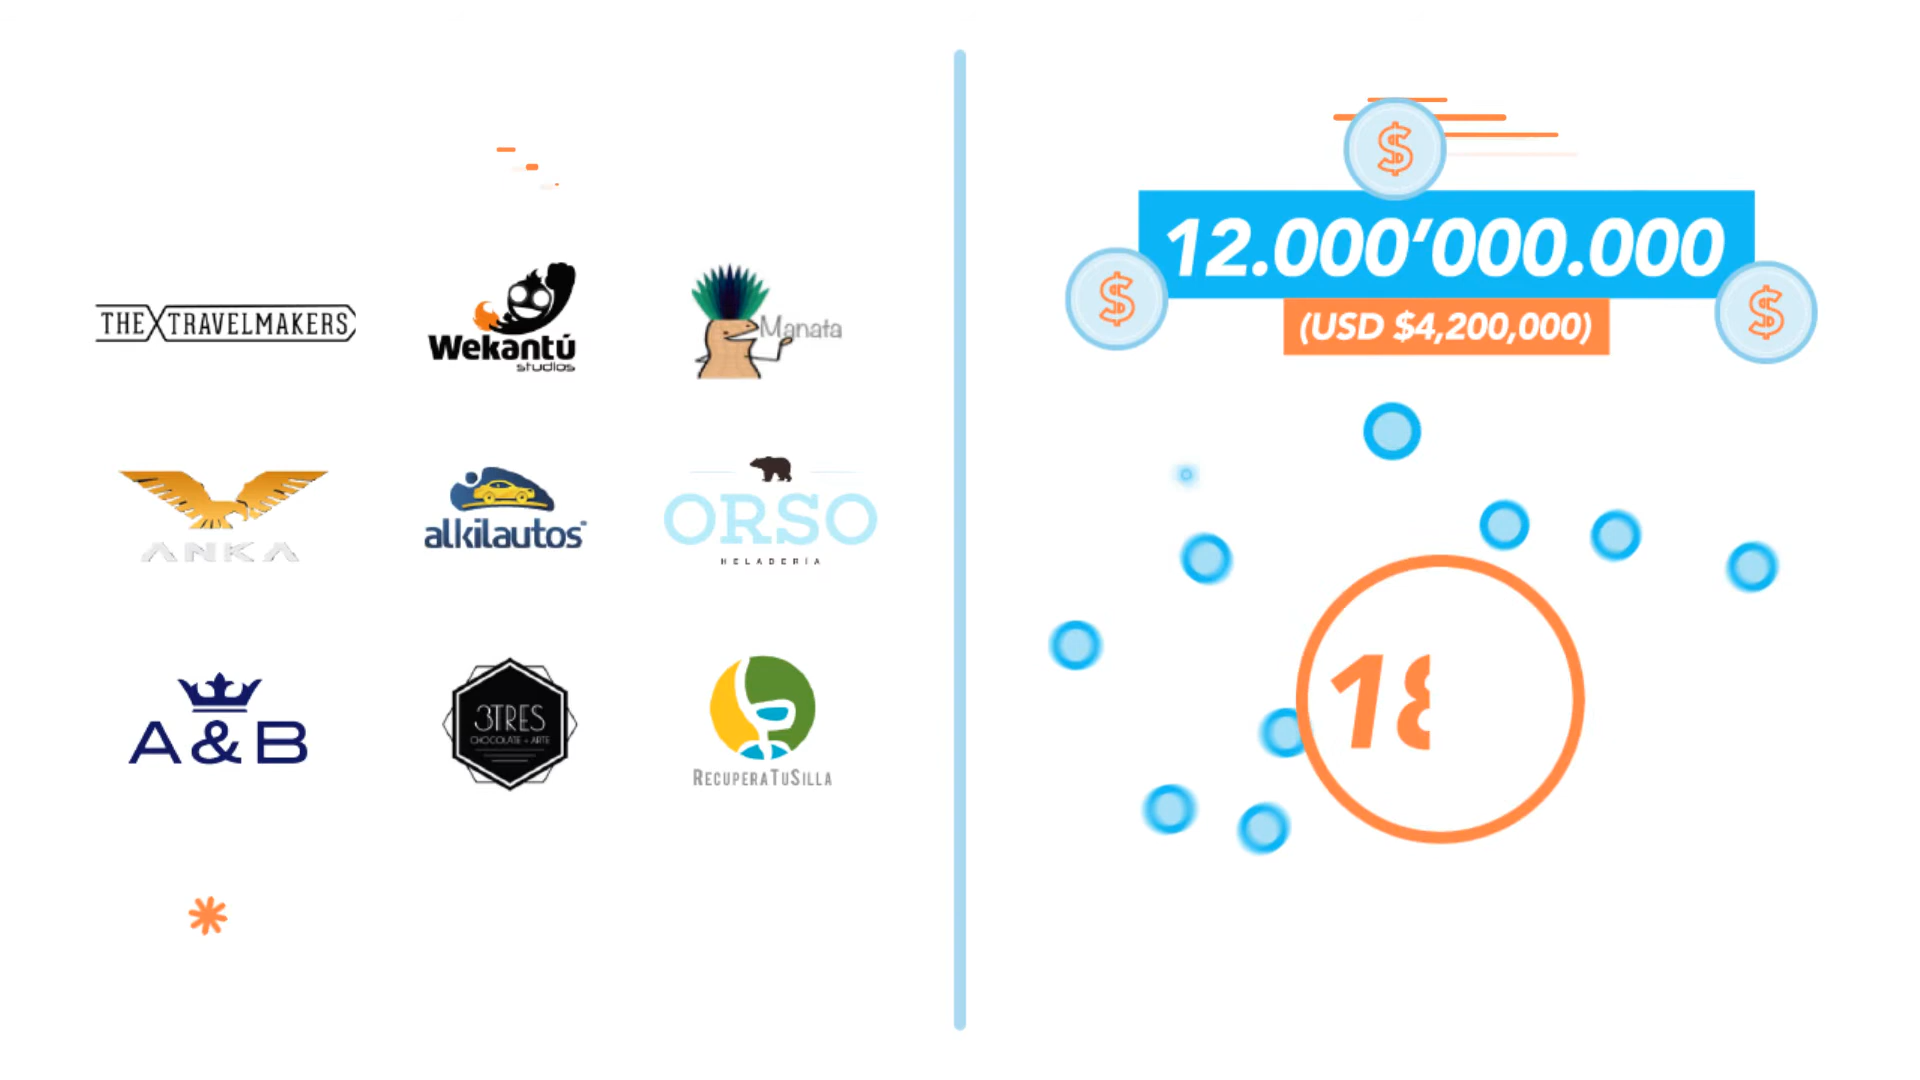 THE TRAVELMAKERS
Wekantú
studios
Manata
ANKA
alkilautos
ORSO
HELADERÍA
A&B
3TRES
CHOCOLATE + ARTE
RECUPERATUSILLA
$
$
$
12.000’000.000
(USD $4,200,000)